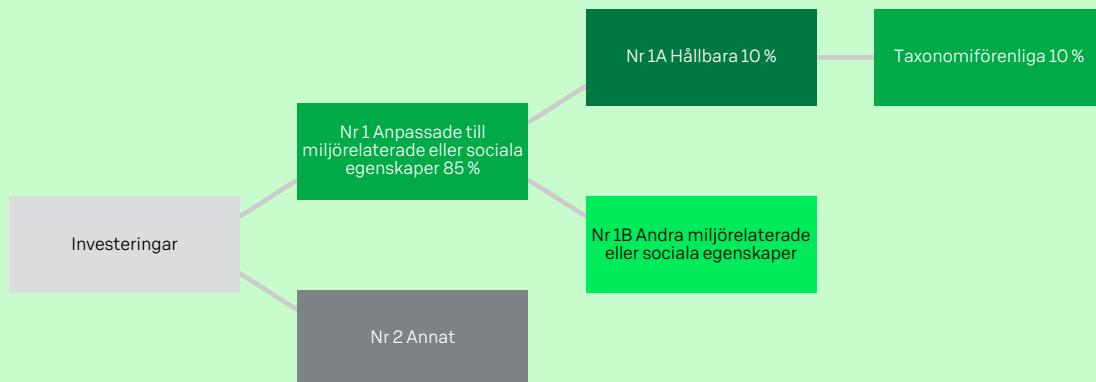 Nr 1A Hållbara 10 %
Taxonomiförenliga 10 %
Nr 1 Anpassade till
miljörelaterade eller sociala
egenskaper 85 %
Investeringar
Nr 1B Andra miljörelaterade
eller sociala egenskaper
Nr 2 Annat